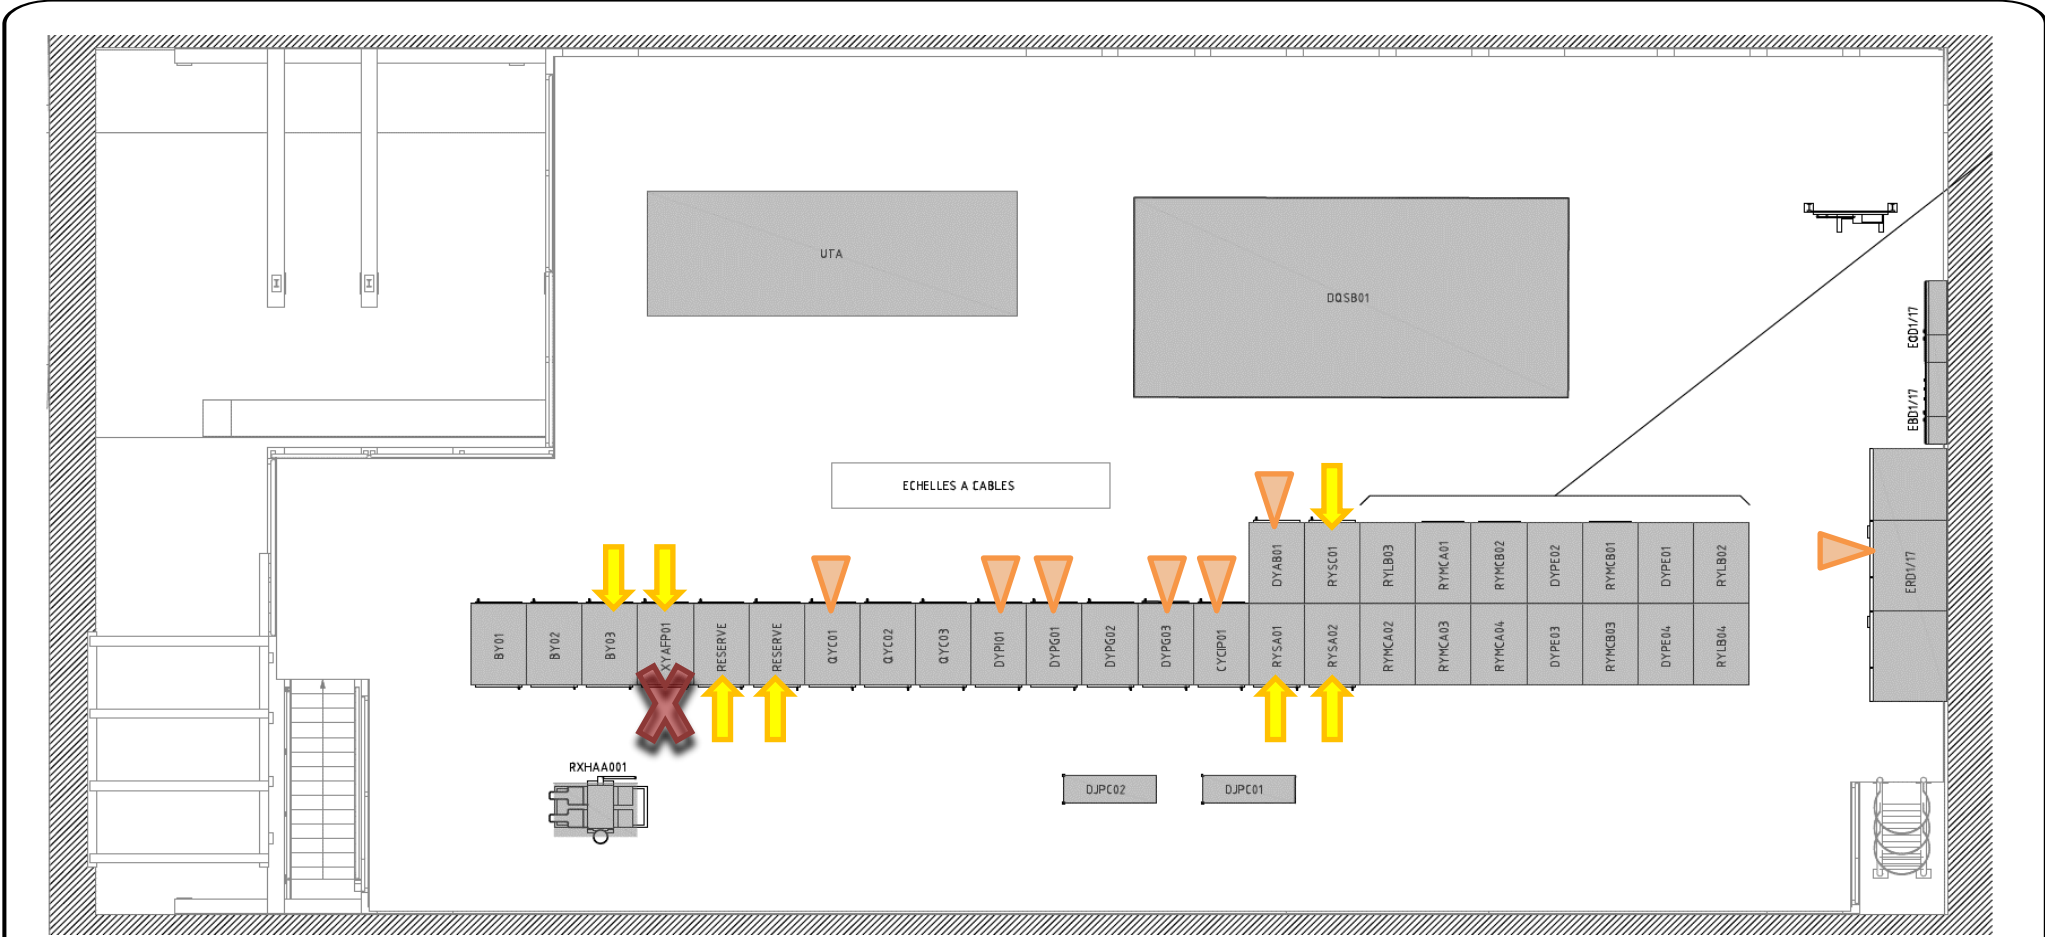 UTA
DQSB01
EQD1/17
EBD1/17
ECHELLES A CABLES
DYAB01
RYSC01
RYLB03
RYMCA01
RYMCB02
DYPE02
RYMCB01
DYPE01
RYLB02
ERD1/17
BY01
BY02
BY03
XYAFP01
RESERVE
RESERVE
QYC01
QYC02
QYC03
DYPI01
DYPG01
DYPG02
DYPG03
CYCIP01
RYSA01
RYSA02
RYMCA02
RYMCA03
RYMCA04
DYPE03
RYMCB03
DYPE04
RYLB04
RXHAA001
DJPC02
DJPC01